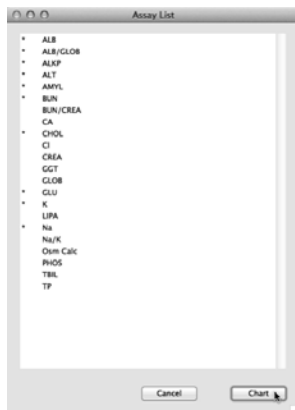 Assay List
* ALB
* ALB/GLOB
* ALKP
* ALT
* AMYL
* BUN
BUN/CREA
CA
* CHOL
Cl
CREA
GGT
GLOB
* GLU
* K
LIPA
* Na
Na/K
Osm Calc
PHOS
TBIL
TP
Cancel Chart